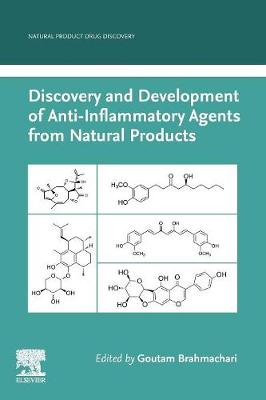 NATURAL PRODUCT DRUG DISCOVERY
Discovery and Development
of Anti-Inflammatory Agents
from Natural Products
Edited by Goutam Brahmachari
ELSEVIER